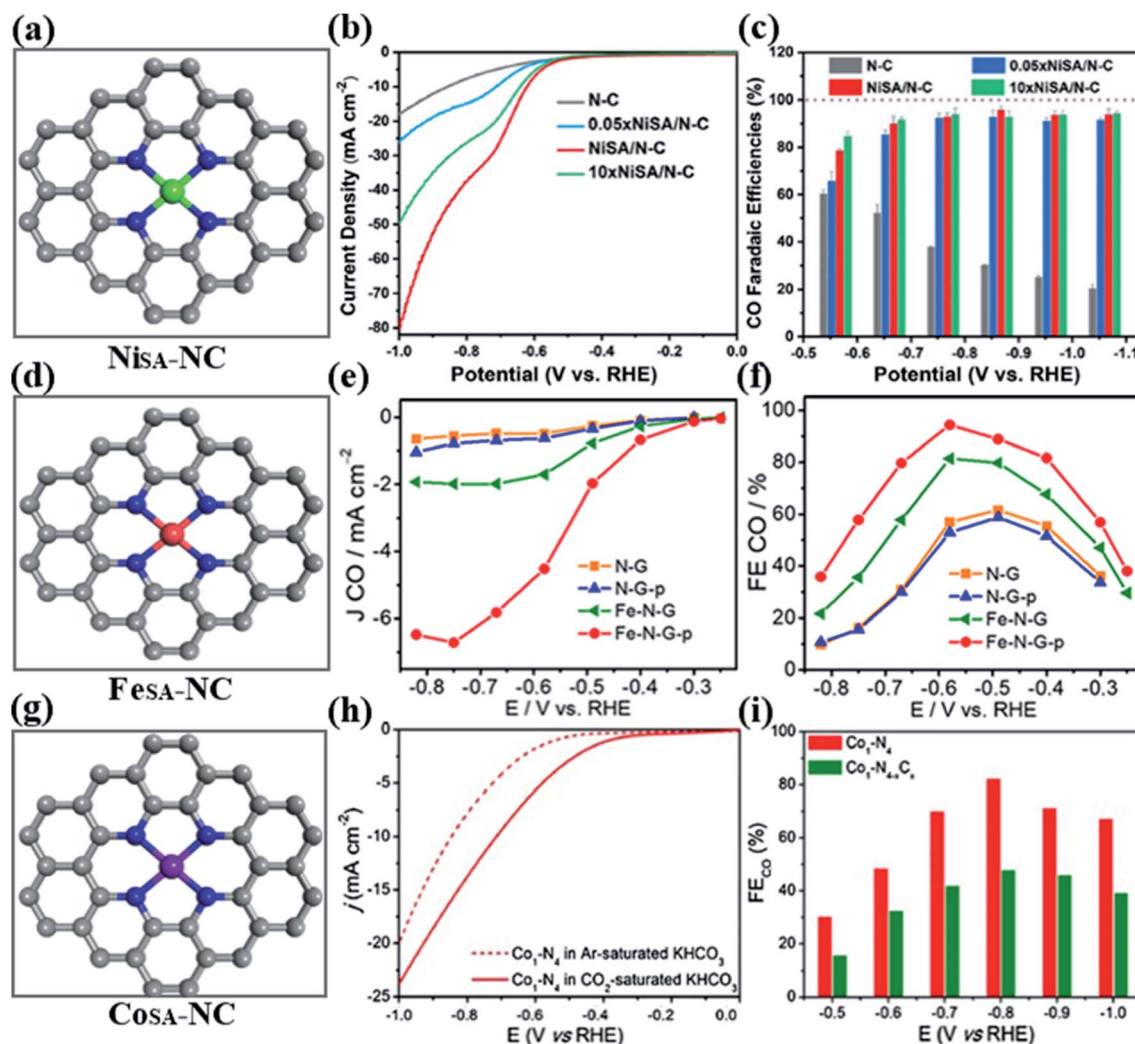 (a)
NiSA-NC
(b)
0
-10
-20
-30
-40
-50
-60
-70
-80
Current Density (mA cm⁻²)
N-C
0.05xNiSA/N-C
NiSA/N-C
10xNiSA/N-C
-1.0 -0.8 -0.6 -0.4 -0.2 0.0
Potential (V vs. RHE)
(c)
120
100
80
60
40
20
0
CO Faradaic Efficiencies (%)
N-C 0.05xNiSA/N-C
NiSA/N-C 10xNiSA/N-C
-0.5 -0.6 -0.7 -0.8 -0.9 -1.0 -1.1
Potential (V vs. RHE)
(d)
FeSA-NC
(e)
0
-2
-4
-6
J CO / mA cm⁻²
N-G
N-G-p
Fe-N-G
Fe-N-G-p
-0.8 -0.7 -0.6 -0.5 -0.4 -0.3
E / V vs. RHE
(f)
100
80
60
40
20
0
FE CO / %
N-G
N-G-p
Fe-N-G
Fe-N-G-p
-0.8 -0.7 -0.6 -0.5 -0.4 -0.3
E / V vs. RHE
(g)
CoSA-NC
(h)
0
-5
-10
-15
-20
-25
j (mA cm⁻²)
Co₁-N₄ in Ar-saturated KHCO₃
Co₁-N₄ in CO₂-saturated KHCO₃
-1.0 -0.8 -0.6 -0.4 -0.2 0.0
E (V vs RHE)
(i)
100
80
60
40
20
0
FE_CO (%)
Co₁-N₄
Co₁-N₄₋ₓCₓ
-0.5 -0.6 -0.7 -0.8 -0.9 -1.0
E (V vs RHE)